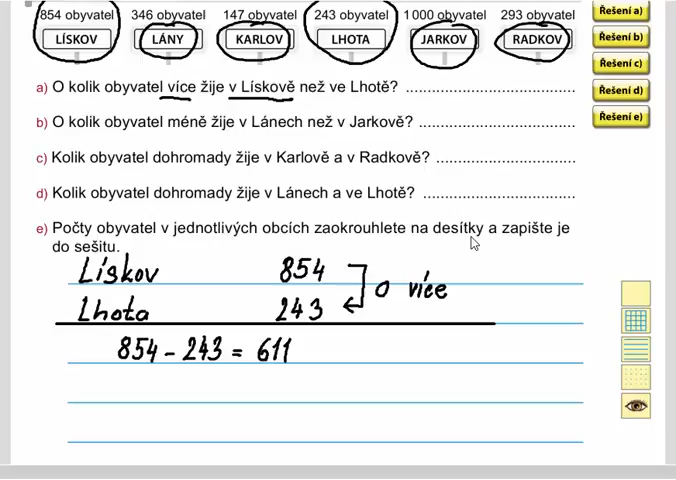 854 obyvatel 346 obyvatel 147 obyvatel 243 obyvatel 1 000 obyvatel 293 obyvatel
LÍSKOV LÁNY KARLOV LHOTA JARKOV RADKOV
Řešení a)
Řešení b)
Řešení c)
Řešení d)
Řešení e)
a) O kolik obyvatel více žije v Lískově než ve Lhotě? ........................................
b) O kolik obyvatel méně žije v Lánech než v Jarkově? .....................................
c) Kolik obyvatel dohromady žije v Karlově a v Radkově? .................................
d) Kolik obyvatel dohromady žije v Lánech a ve Lhotě? ....................................
e) Počty obyvatel v jednotlivých obcích zaokrouhlete na desítky a zapište je
do sešitu.
Lískov 854
o více
Lhota 243
854 - 243 = 611